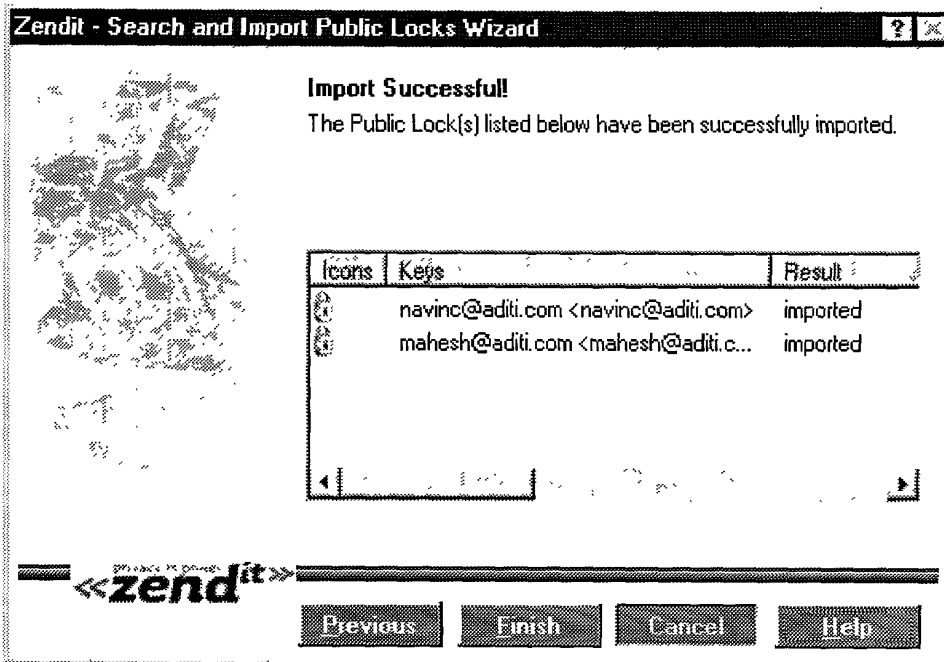 Zendit - Search and Import Public Locks Wizard
Import Successful!
The Public Lock(s) listed below have been successfully imported.
Icons Keys Result
navinc@aditi.com <navinc@aditi.com> imported
mahesh@aditi.com <mahesh@aditi.c... imported
<<zendit>>
Previous Finish Cancel Help